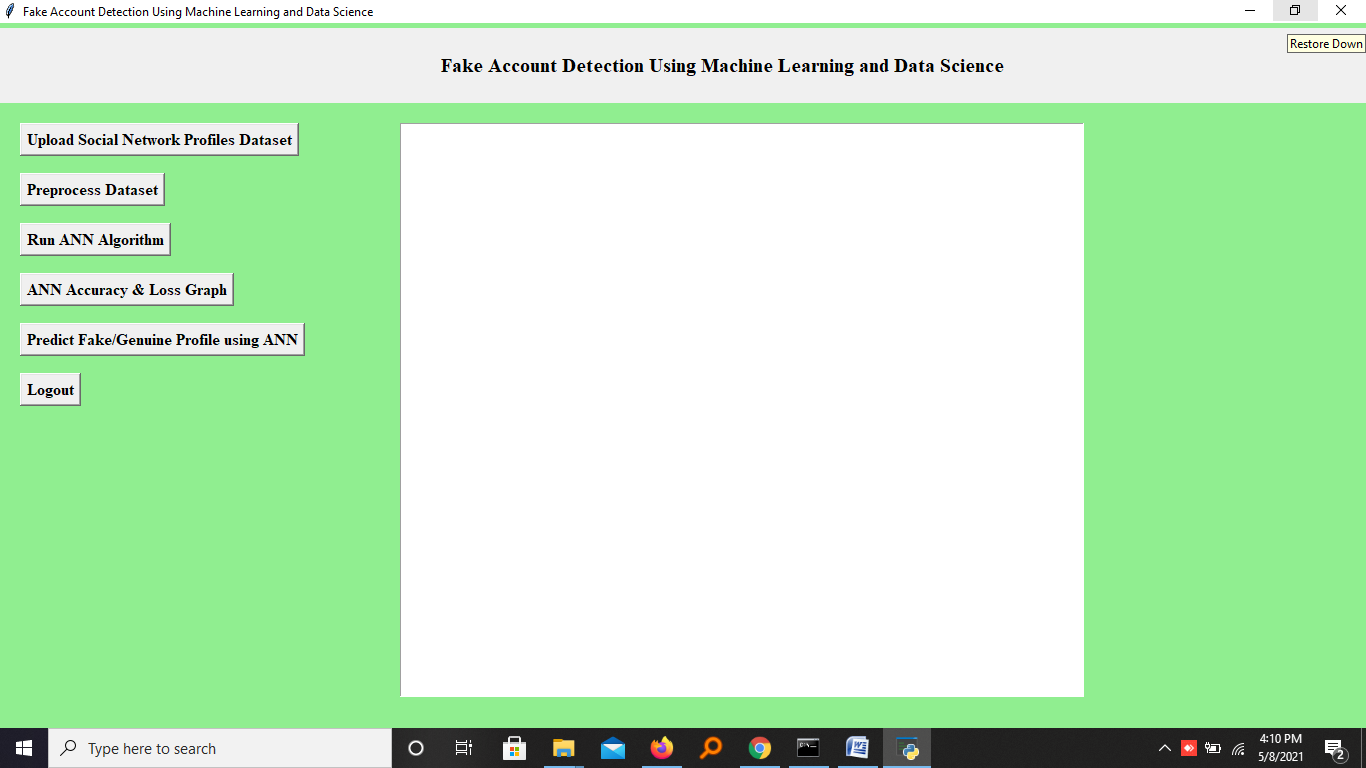 Fake Account Detection Using Machine Learning and Data Science
Restore Down
Fake Account Detection Using Machine Learning and Data Science
Upload Social Network Profiles Dataset
Preprocess Dataset
Run ANN Algorithm
ANN Accuracy & Loss Graph
Predict Fake/Genuine Profile using ANN
Logout
Type here to search
4:10 PM
5/8/2021
2